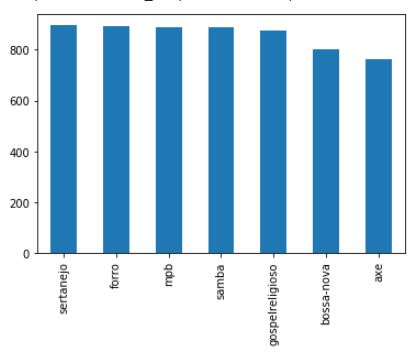 800
600
400
200
0
sertanejo
forro
mpb
samba
gospelreligioso
bossa-nova
axe